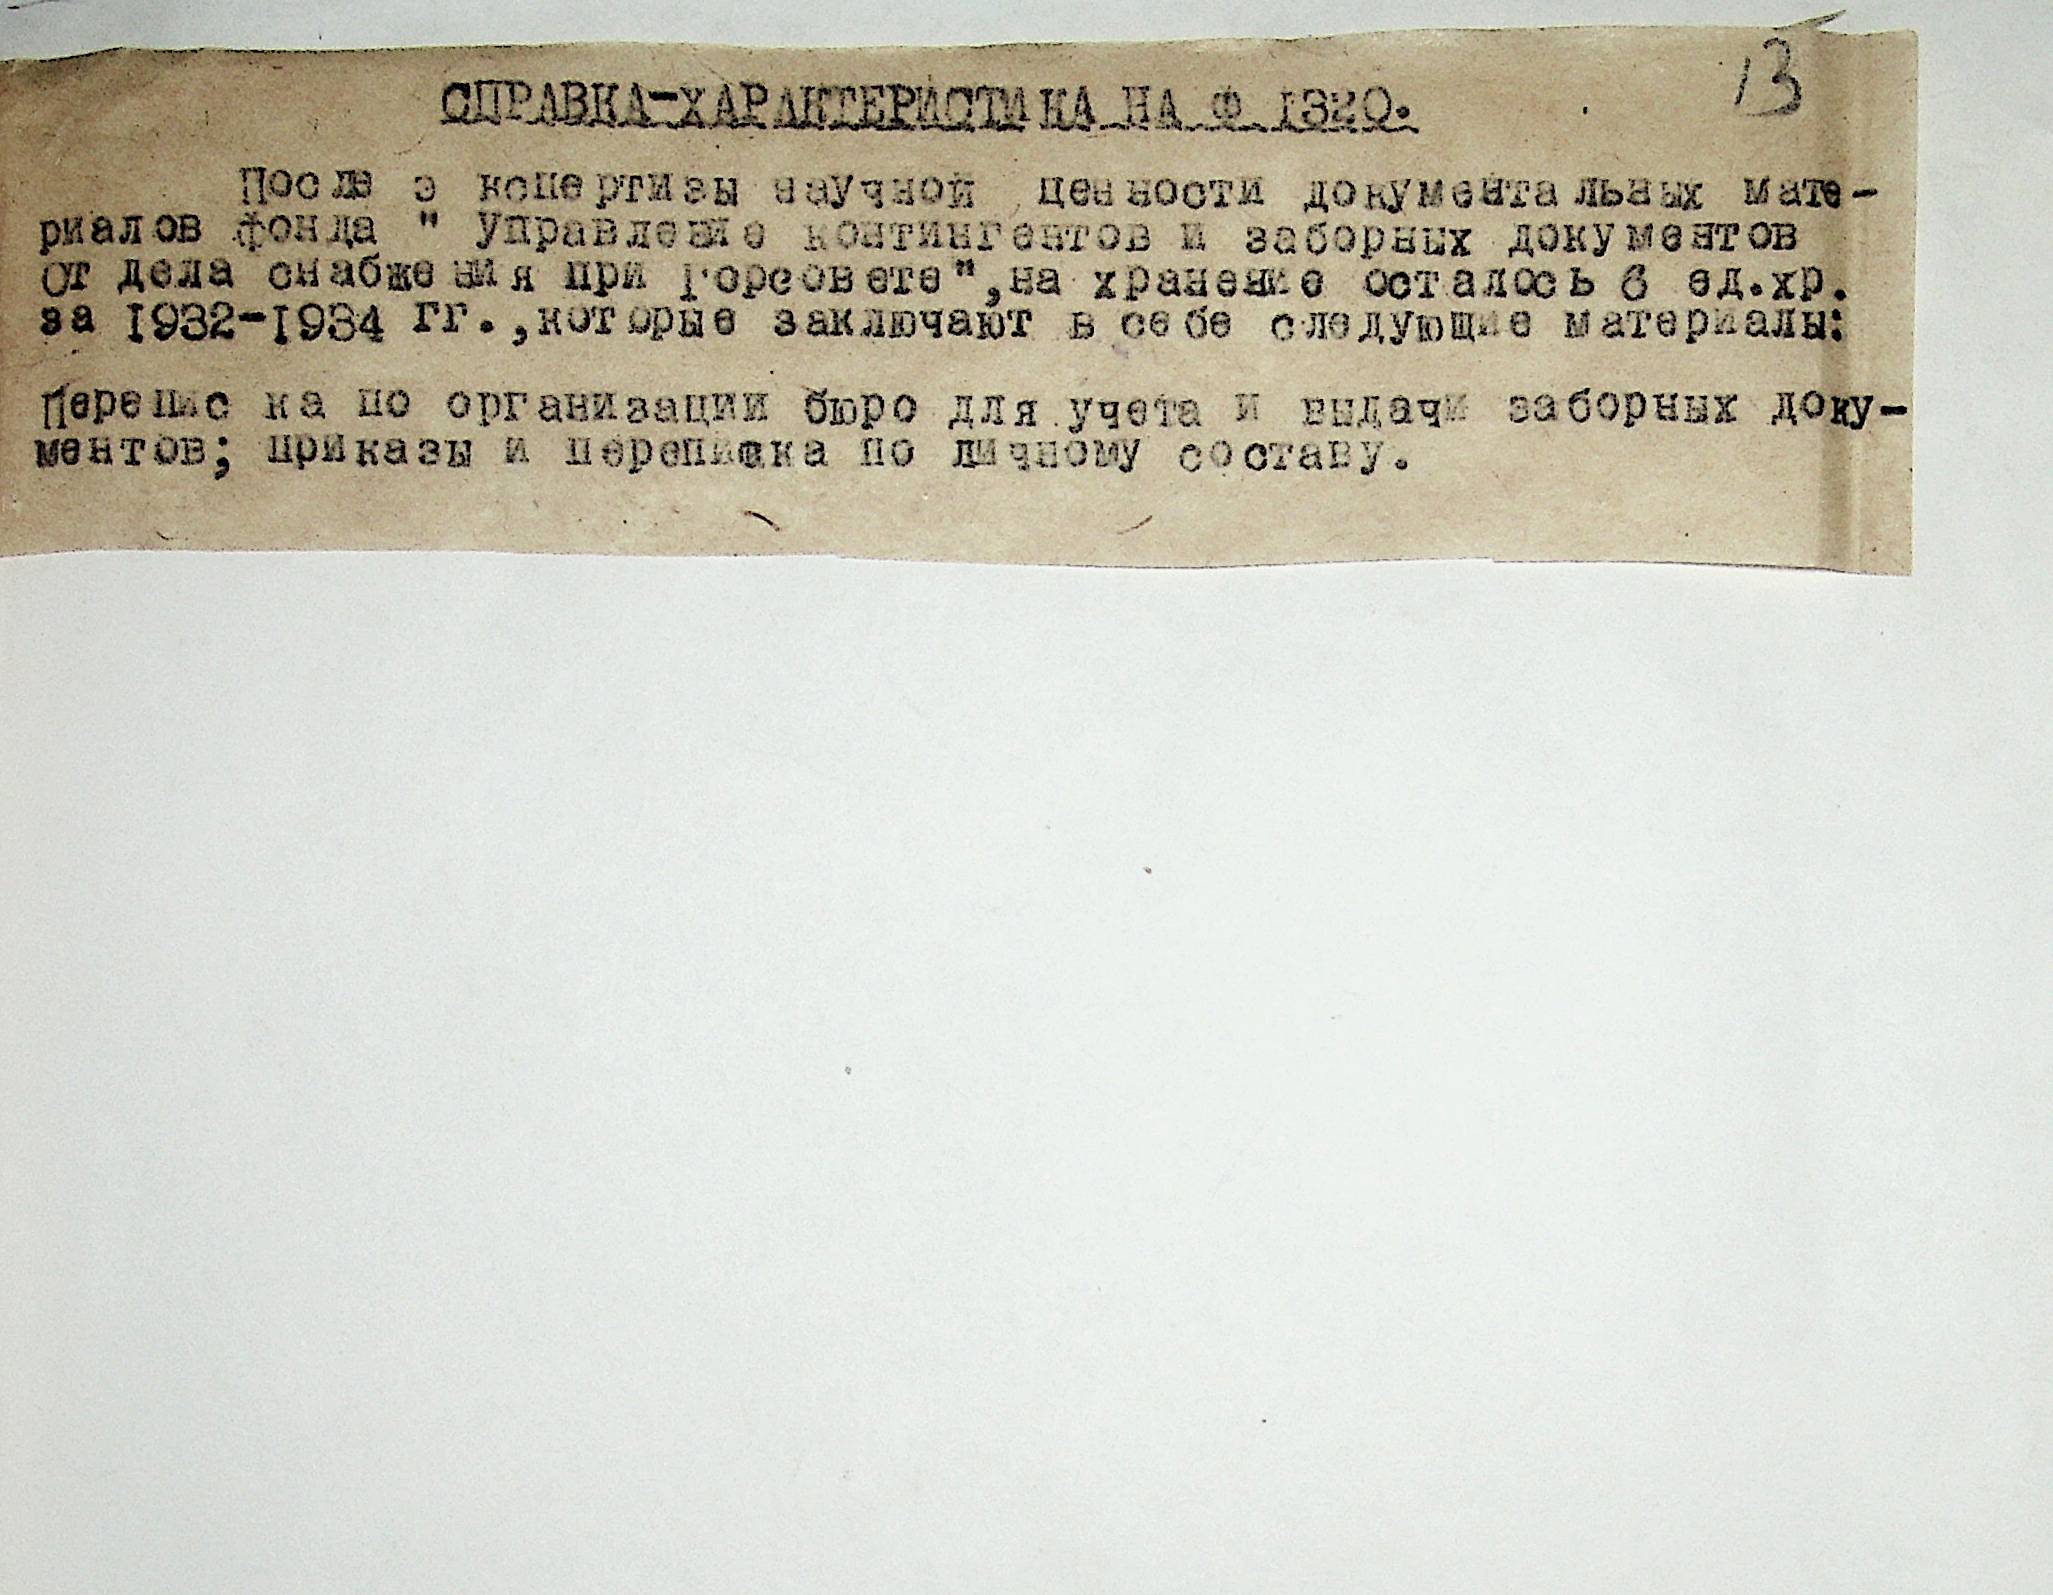 13
СПРАВКА-ХАРАКТЕРИСТИКА НА Ф 1320.
После экспертизы научной ценности документальных мате-
риалов фонда " Управление контингентов и заборных документов
Отдела снабжения при Горсовете",на хранение осталось 6 ед.хр.
за 1932-1934 гг.,которые заключают в себе следующие материалы:
Переписка по организации бюро для учета и выдачи заборных доку-
ментов; приказы и переписка по личному составу.